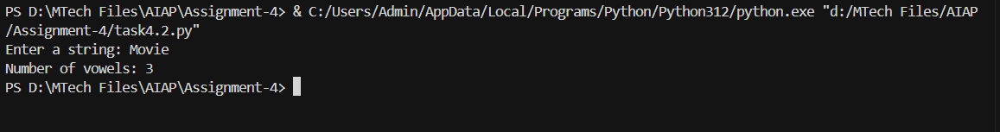 PS D:\MTech Files\AIAP\Assignment-4> & C:/Users/Admin/AppData/Local/Programs/Python/Python312/python.exe "d:/MTech Files/AIAP
/Assignment-4/task4.2.py"
Enter a string: Movie
Number of vowels: 3
PS D:\MTech Files\AIAP\Assignment-4>